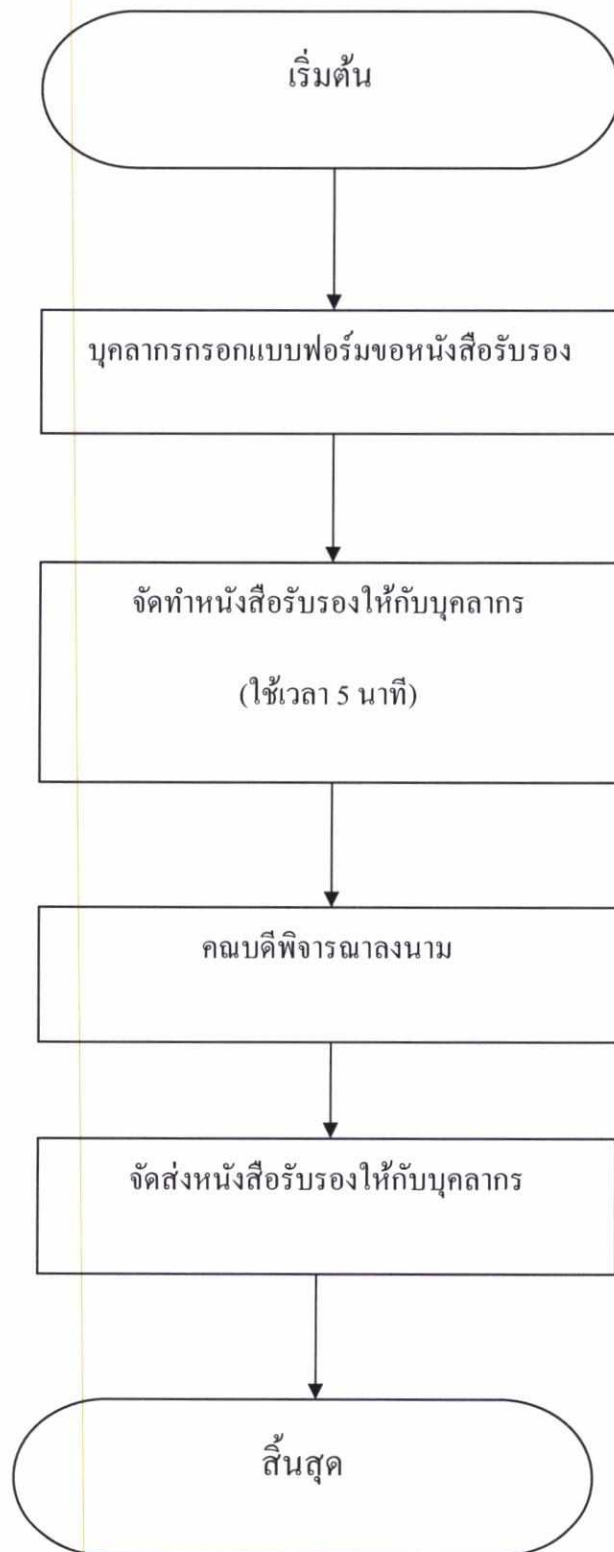 เริ่มต้น
บุคลากรกรอกแบบฟอร์มขอหนังสือรับรอง
จัดทำหนังสือรับรองให้กับบุคลากร
(ใช้เวลา 5 นาที)
คณบดีพิจารณาลงนาม
จัดส่งหนังสือรับรองให้กับบุคลากร
สิ้นสุด